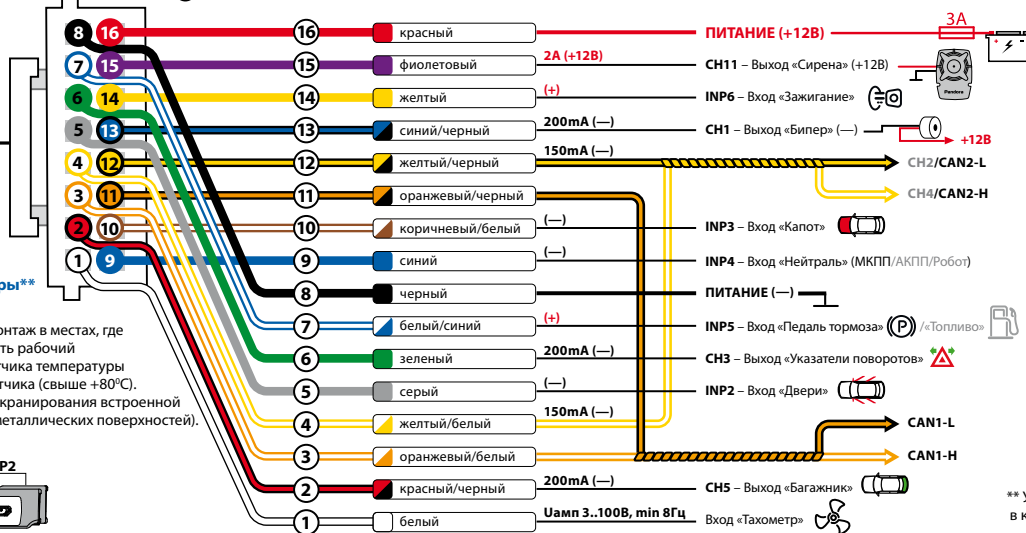 8 16 16 красный ПИТАНИЕ (+12В) 3А
7 15 15 фиолетовый 2А (+12В) CH11 – Выход «Сирена» (+12В) Pandora
6 14 14 желтый (+) INP6 – Вход «Зажигание»
5 13 13 синий/черный 200mA (—) CH1 – Выход «Бипер» (—) +12В
4 12 12 желтый/черный 150mA (—) CH2/CAN2-L
CH4/CAN2-H
3 11 11 оранжевый/черный
2 10 10 коричневый/белый (—) INP3 – Вход «Капот»
1 9 9 синий (—) INP4 – Вход «Нейтраль» (МКПП/АКПП/Робот)
8 черный ПИТАНИЕ (—)
7 белый/синий (+) INP5 – Вход «Педаль тормоза» (P) /«Топливо»
6 зеленый 200mA (—) CH3 – Выход «Указатели поворотов»
5 серый (—) INP2 – Вход «Двери»
4 желтый/белый 150mA (—) CAN1-L
3 оранжевый/белый CAN1-H
2 красный/черный 200mA (—) CH5 – Выход «Багажник»
1 белый Uамп 3..100В, min 8Гц Вход «Тахометр»
ры**
онтаж в местах, где
ть рабочий
тчика температуры
тчика (свыше +80⁰С).
кранирования встроенной
металлических поверхностей).
P2
** У
в к